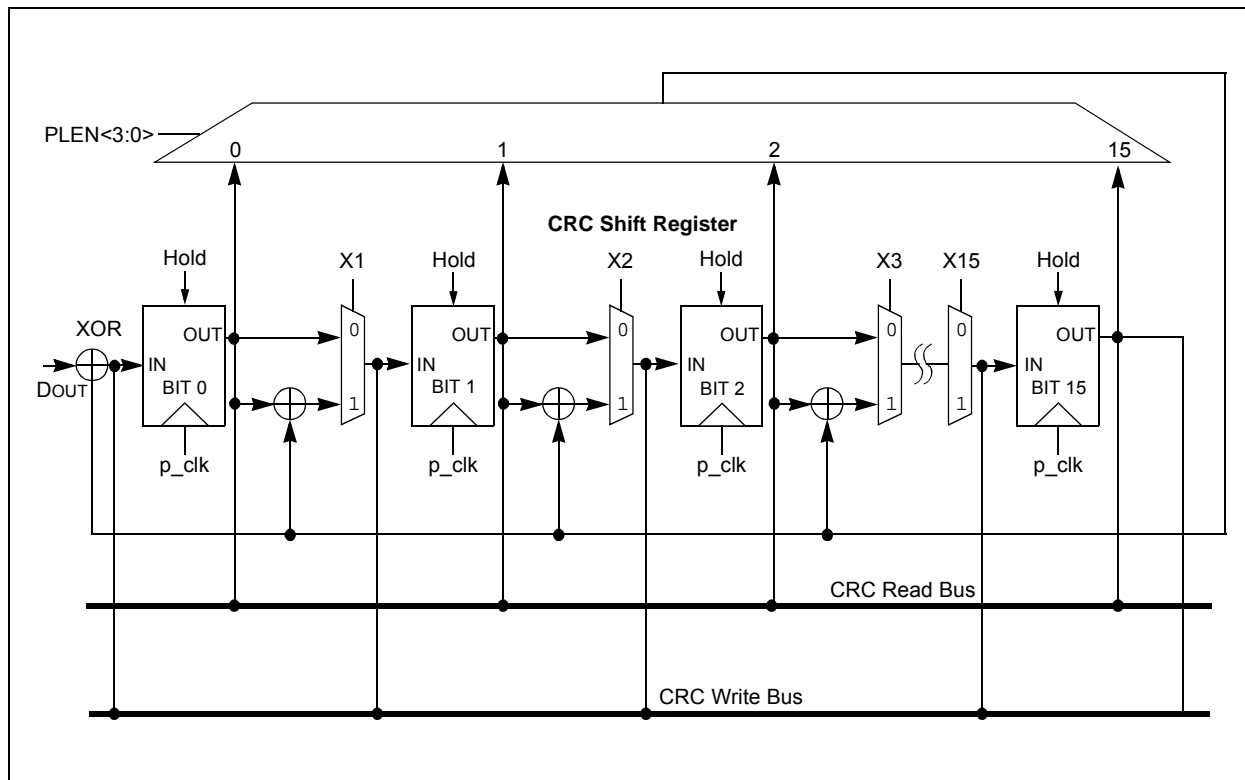 PLEN<3:0>
0 1 2 15
CRC Shift Register
Hold X1 Hold X2 Hold X3 X15 Hold
XOR
OUT 0 OUT 0 OUT 0 0 OUT
IN IN IN IN
DOUT
BIT 0 1 BIT 1 1 BIT 2 1 1 BIT 15
p_clk p_clk p_clk p_clk
CRC Read Bus
CRC Write Bus